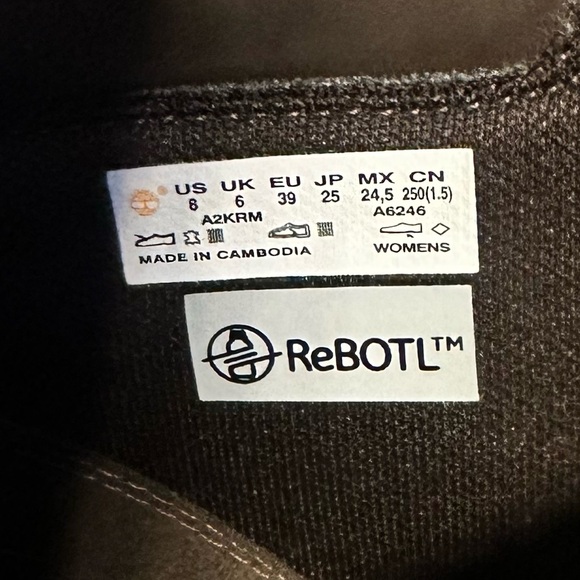 US UK EU JP MX CN
8 6 39 25 24,5 250(1.5)
A2KRM A6246
WOMENS
MADE IN CAMBODIA
ReBOTL™